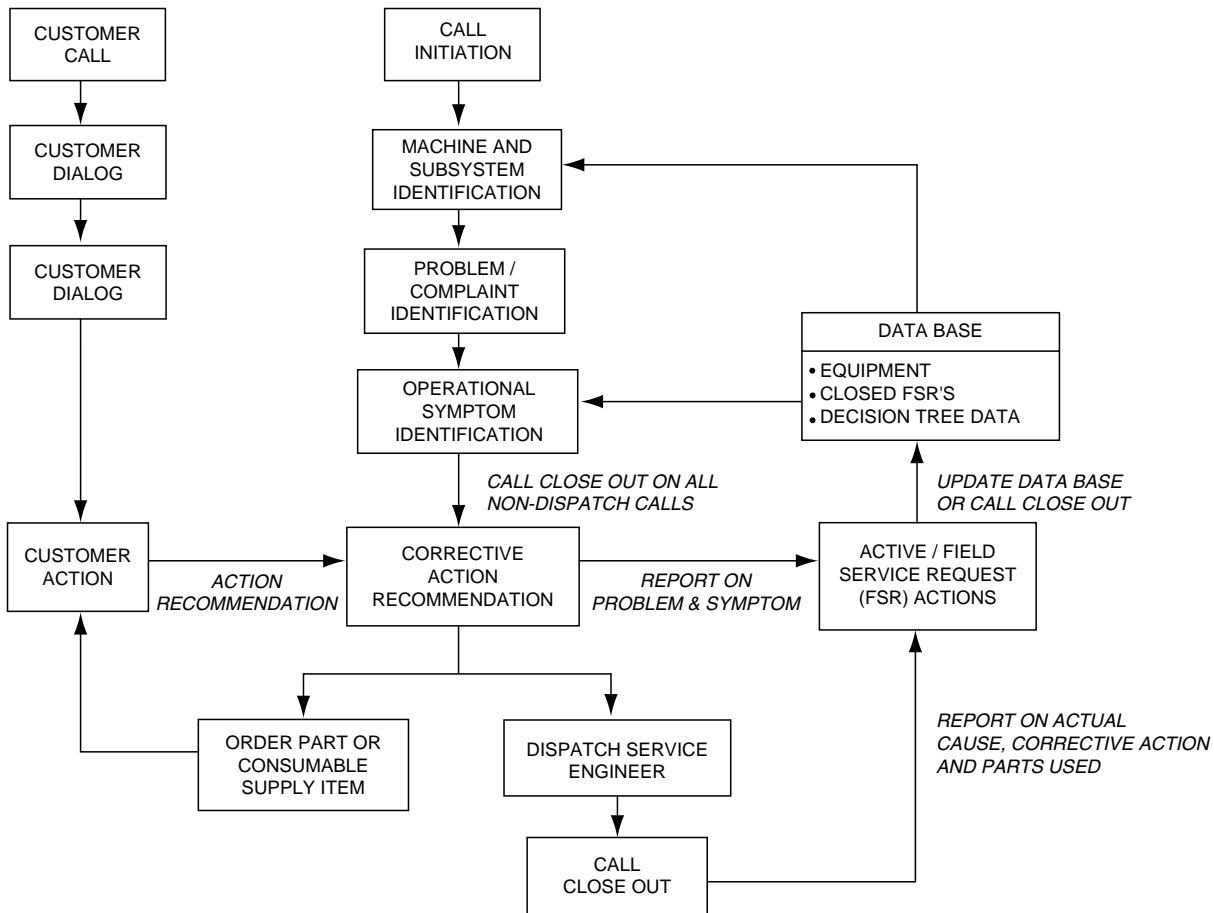 CUSTOMER
CALL
CALL
INITIATION
CUSTOMER
DIALOG
MACHINE AND
SUBSYSTEM
IDENTIFICATION
CUSTOMER
DIALOG
PROBLEM /
COMPLAINT
IDENTIFICATION
DATA BASE
• EQUIPMENT
• CLOSED FSR'S
• DECISION TREE DATA
OPERATIONAL
SYMPTOM
IDENTIFICATION
CALL CLOSE OUT ON ALL
NON-DISPATCH CALLS
UPDATE DATA BASE
OR CALL CLOSE OUT
CUSTOMER
ACTION
ACTION
RECOMMENDATION
CORRECTIVE
ACTION
RECOMMENDATION
REPORT ON
PROBLEM & SYMPTOM
ACTIVE / FIELD
SERVICE REQUEST
(FSR) ACTIONS
ORDER PART OR
CONSUMABLE
SUPPLY ITEM
DISPATCH SERVICE
ENGINEER
REPORT ON ACTUAL
CAUSE, CORRECTIVE ACTION
AND PARTS USED
CALL
CLOSE OUT